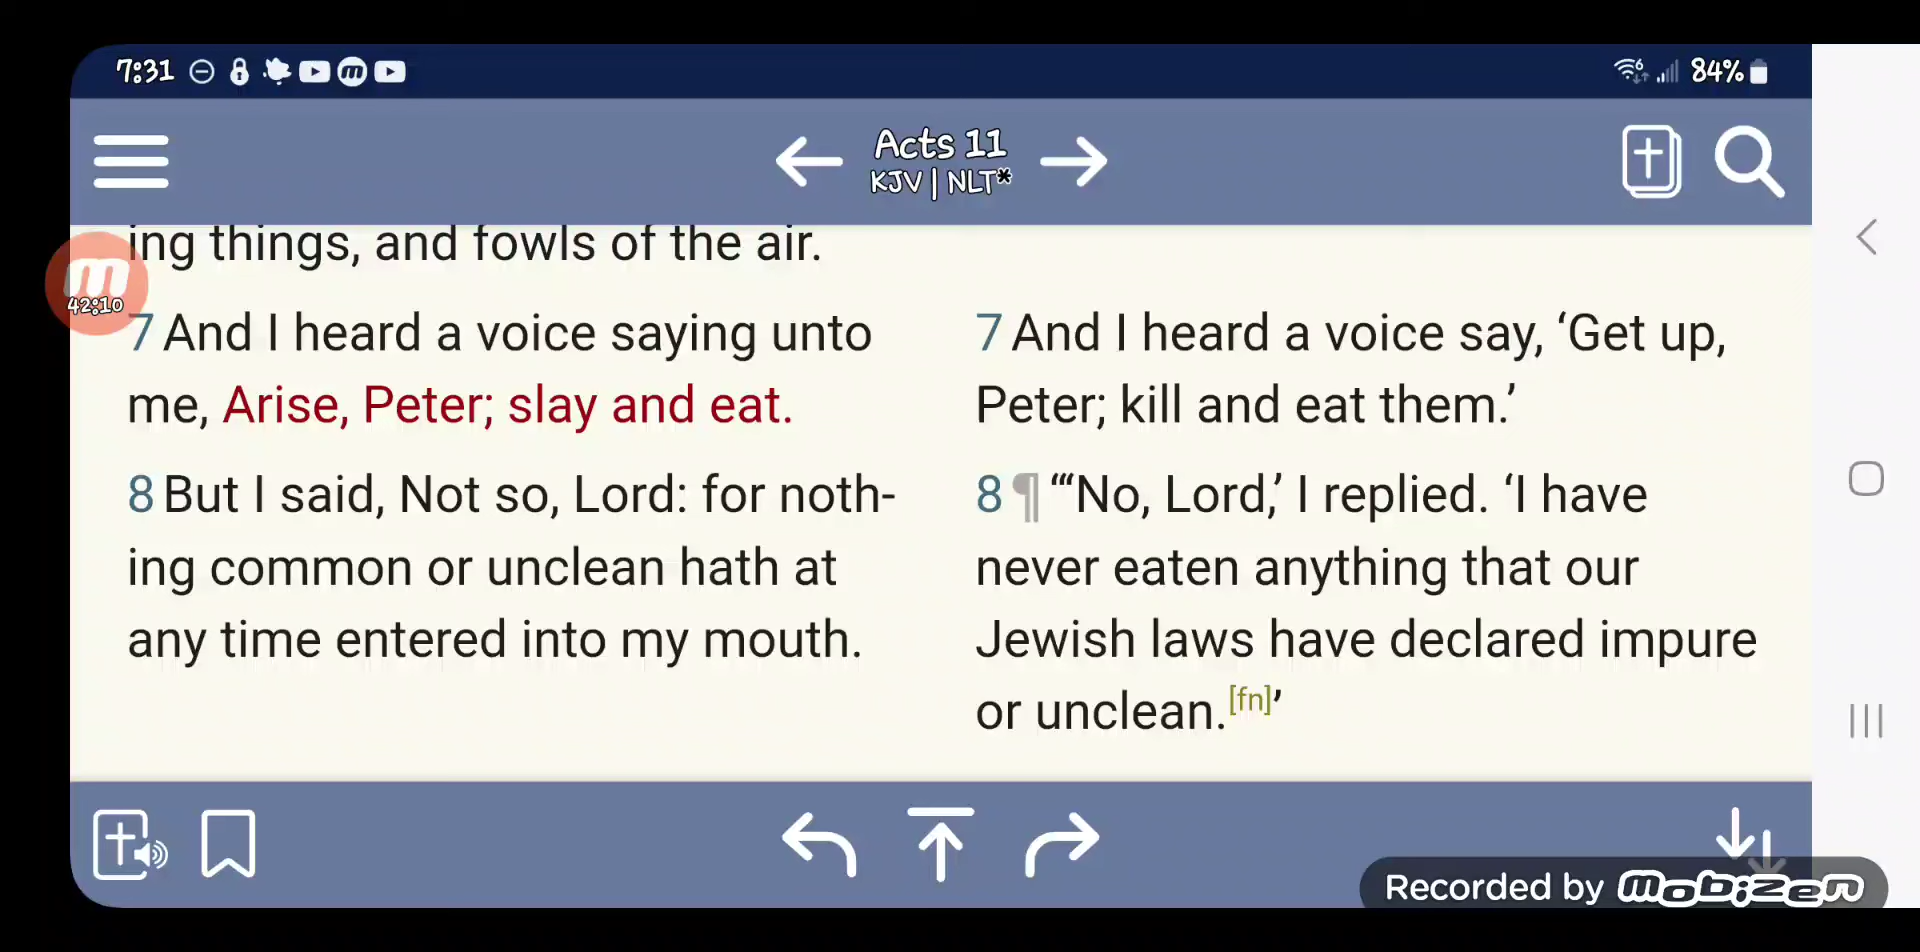 7:31
84%
Acts 11
KJV | NLT*
ing things, and fowls of the air.
42:10
7 And I heard a voice saying unto
me, Arise, Peter; slay and eat.
8 But I said, Not so, Lord: for noth-
ing common or unclean hath at
any time entered into my mouth.
7 And I heard a voice say, ‘Get up,
Peter; kill and eat them.’
8 ¶ “‘No, Lord,’ I replied. ‘I have
never eaten anything that our
Jewish laws have declared impure
or unclean.[fn]’
Recorded by mobizen